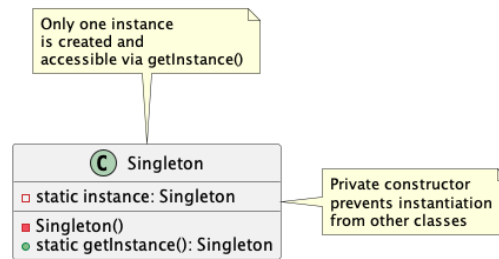 Only one instance
is created and
accessible via getInstance()
C Singleton
static instance: Singleton
Singleton()
static getInstance(): Singleton
Private constructor
prevents instantiation
from other classes